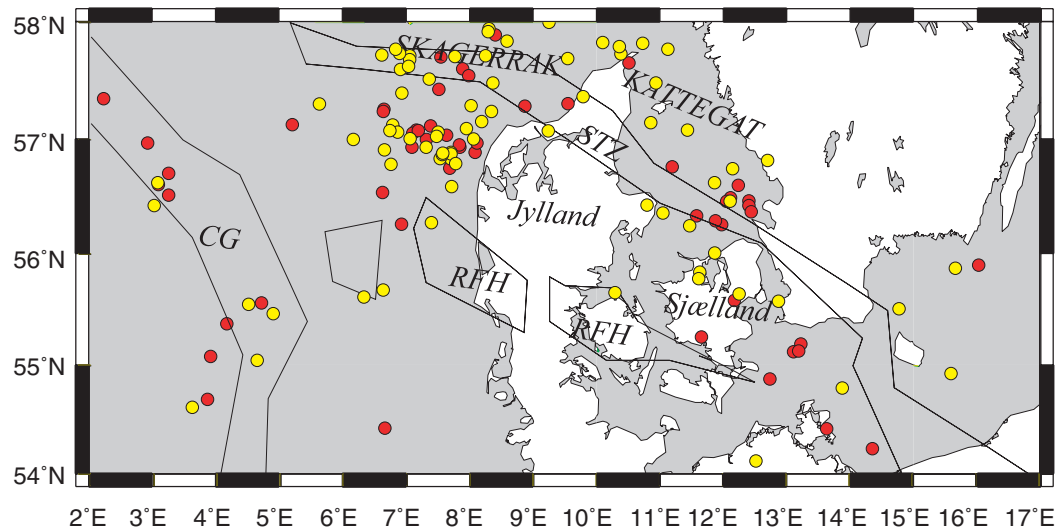 58°N
SKAGERRAK
KATTEGAT
57°N
STZ
Jylland
CG
56°N
RFH
Sjælland
RFH
55°N
54°N
2°E 3°E 4°E 5°E 6°E 7°E 8°E 9°E 10°E 11°E 12°E 13°E 14°E 15°E 16°E 17°E